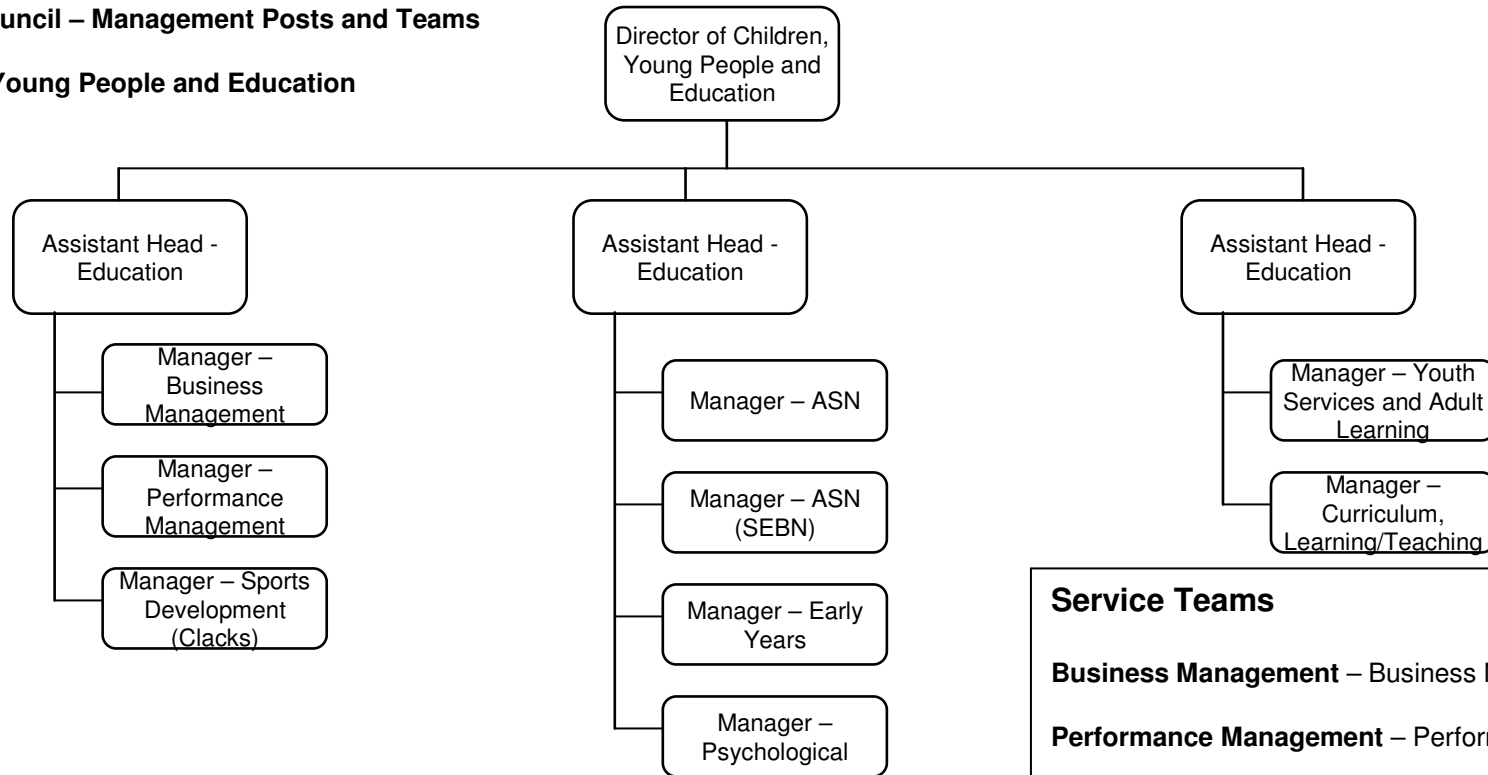 – Management Posts and Teams
Young People and Education
Director of Children,
Young People and
Education
Assistant Head -
Education
Assistant Head -
Education
Assistant Head -
Education
Manager –
Business
Management
Manager –
Performance
Management
Manager – Sports
Development
(Clacks)
Manager – ASN
Manager – ASN
(SEBN)
Manager – Early
Years
Manager –
Psychological
Manager – Youth
Services and Adult
Learning
Manager –
Curriculum,
Learning/Teaching
Service Teams
Business Management – Business
Performance Management –